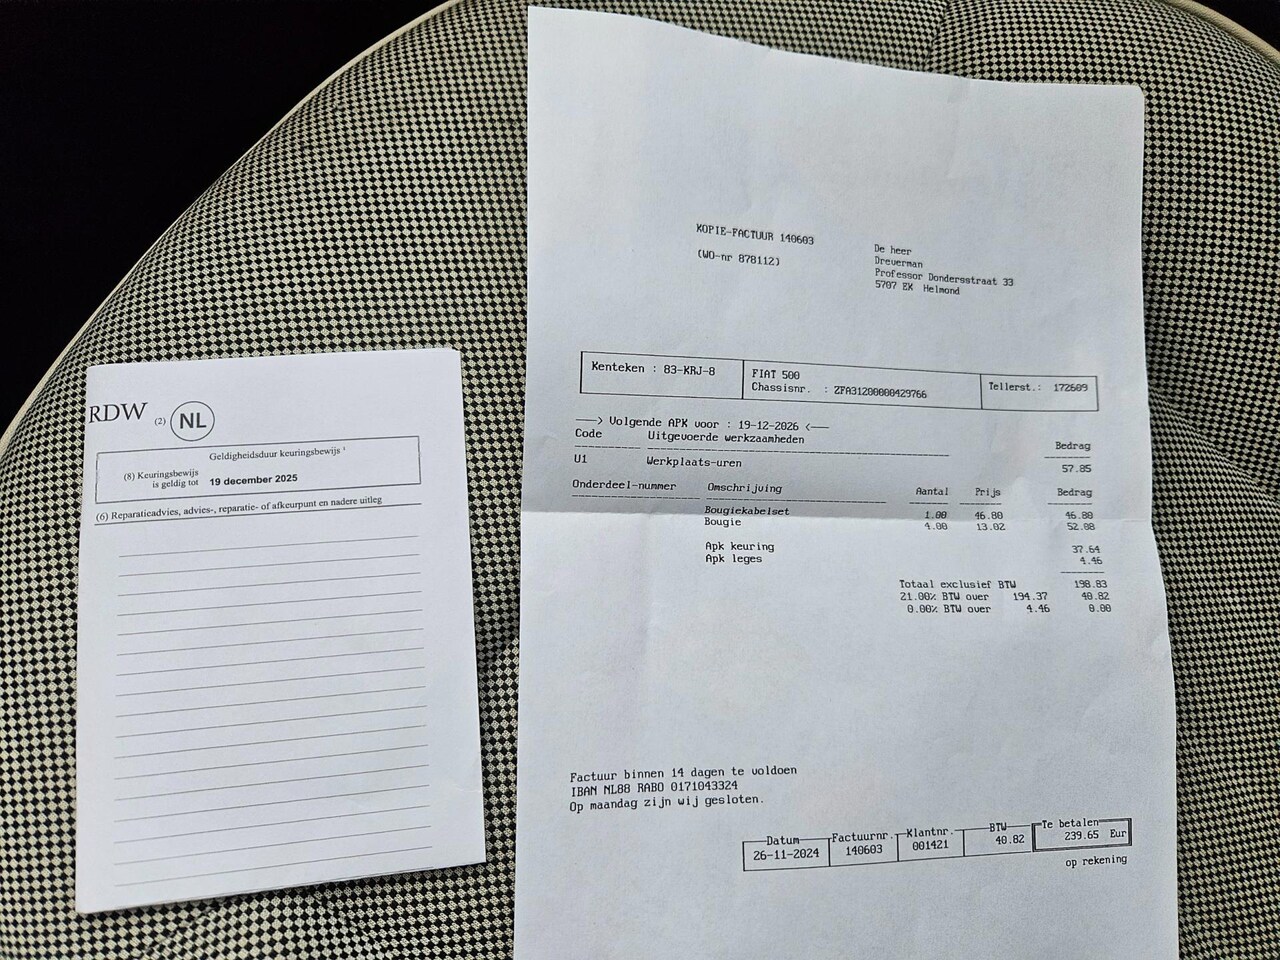 RDW (2) NL
Geldigheidsduur keuringsbewijs ¹
(8) Keuringsbewijs
is geldig tot 19 december 2025
(6) Reparatieadvies, advies-, reparatie- of afkeurpunt en nadere uitleg
KOPIE-FACTUUR 140603
(WO-nr 878112)
De heer
Dreverman
Professor Dondersstraat 33
5707 EK Helmond
Kenteken : 83-KRJ-8
FIAT 500
Chassisnr. : ZFA31200000429766
Tellerst.: 172609
---> Volgende APK voor : 19-12-2026 <---
Code Uitgevoerde werkzaamheden Bedrag
U1 Werkplaats-uren 57.85
Onderdeel-nummer Omschrijving Aantal Prijs Bedrag
Bougiekabelset 1.00 46.80 46.80
Bougie 4.00 13.02 52.08
Apk keuring 37.64
Apk leges 4.46
Totaal exclusief BTW 198.83
21.00% BTW over 194.37 40.82
0.00% BTW over 4.46 0.00
Factuur binnen 14 dagen te voldoen
IBAN NL88 RABO 0171043324
Op maandag zijn wij gesloten.
Datum Factuurnr. Klantnr. BTW Te betalen
26-11-2024 140603 001421 40.82 239.65 Eur
op rekening